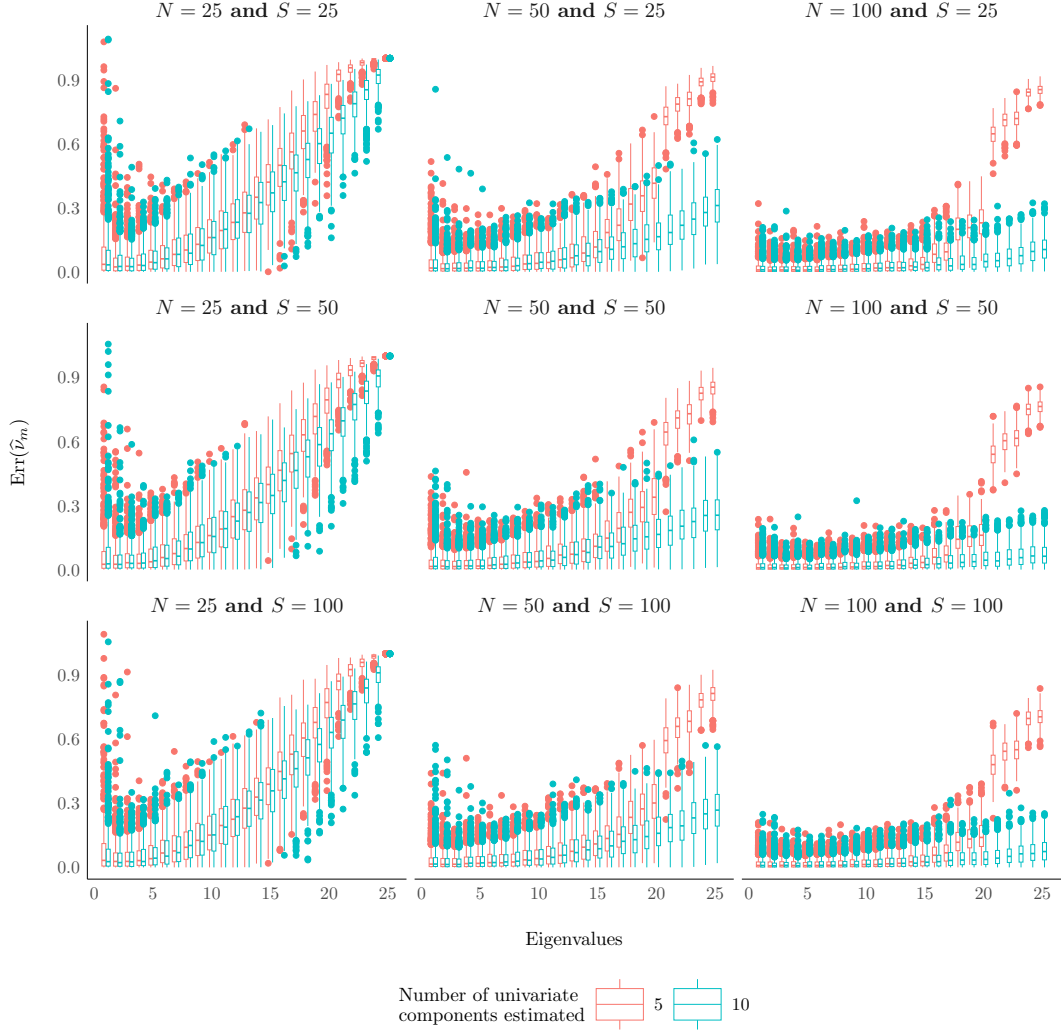 N = 25 and S = 25
N = 50 and S = 25
N = 100 and S = 25
0.9
0.6
0.3
0.0
N = 25 and S = 50
N = 50 and S = 50
N = 100 and S = 50
0.9
0.6
0.3
0.0
Err(ν̂ₘ)
N = 25 and S = 100
N = 50 and S = 100
N = 100 and S = 100
0.9
0.6
0.3
0.0
0 5 10 15 20 25
0 5 10 15 20 25
0 5 10 15 20 25
Eigenvalues
Number of univariate
components estimated
5
10